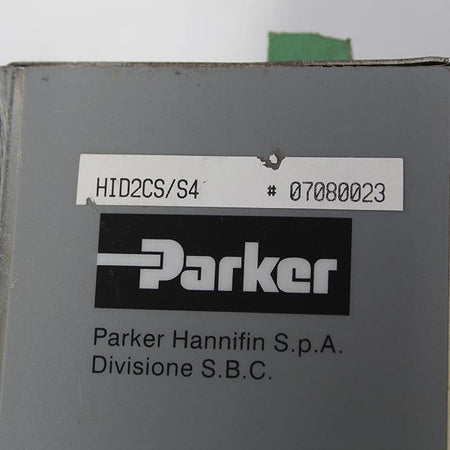 HID2CS/S4 # 07080023
Parker
Parker Hannifin S.p.A.
Divisione S.B.C.